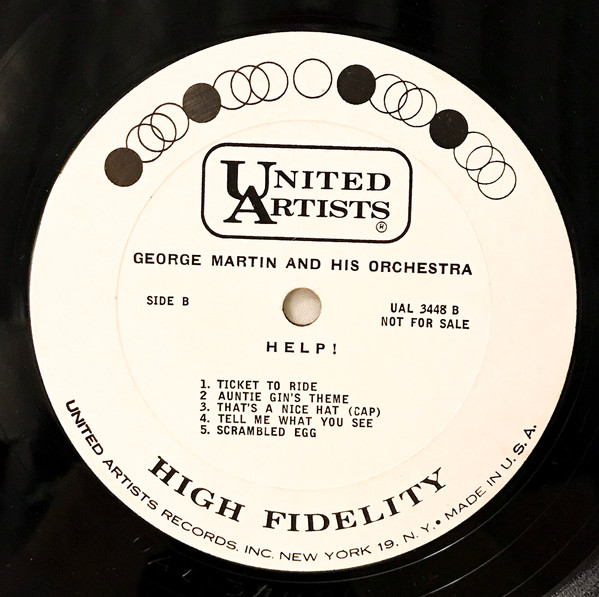 UNITED
ARTISTS
®
GEORGE MARTIN AND HIS ORCHESTRA
SIDE B
UAL 3448 B
NOT FOR SALE
HELP!
1. TICKET TO RIDE
2 AUNTIE GIN'S THEME
3. THAT'S A NICE HAT (CAP)
4. TELL ME WHAT YOU SEE
5. SCRAMBLED EGG
HIGH FIDELITY
UNITED ARTISTS RECORDS, INC. NEW YORK 19, N. Y. • MADE IN U. S. A.